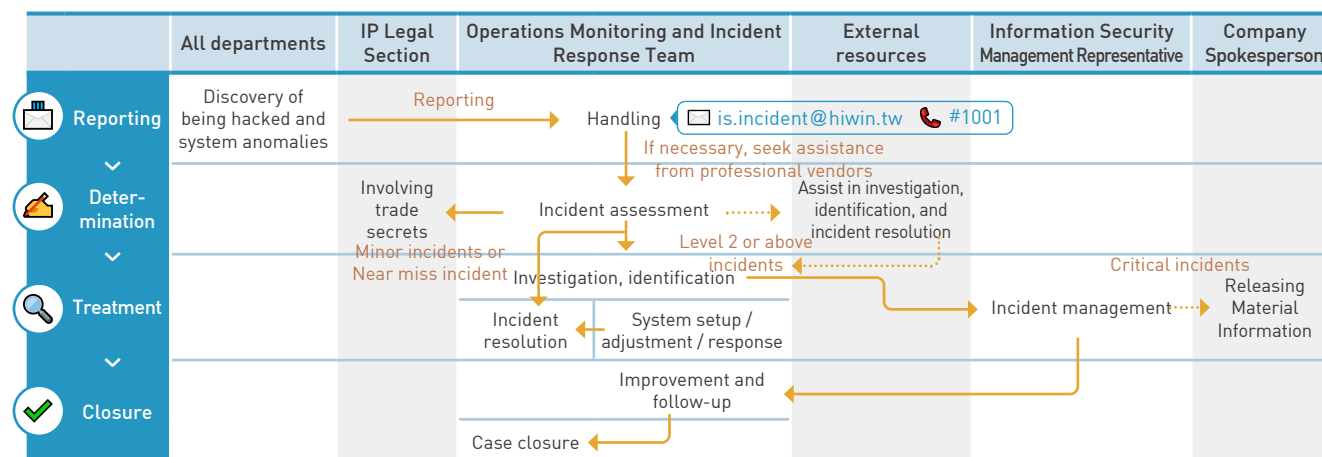 All departments
IP Legal
Section
Operations Monitoring and Incident
Response Team
External
resources
Information Security
Management Representative
Company
Spokesperson
Reporting
Discovery of
being hacked and
system anomalies
Reporting
Handling
is.incident@hiwin.tw #1001
If necessary, seek assistance
from professional vendors
Deter-
mination
Involving
trade
secrets
Incident assessment
Assist in investigation,
identification, and
incident resolution
Minor incidents or
Near miss incident
Level 2 or above
incidents
Treatment
Investigation, identification
Critical incidents
Incident
resolution
System setup /
adjustment / response
Incident management
Releasing
Material
Information
Closure
Improvement and
follow-up
Case closure